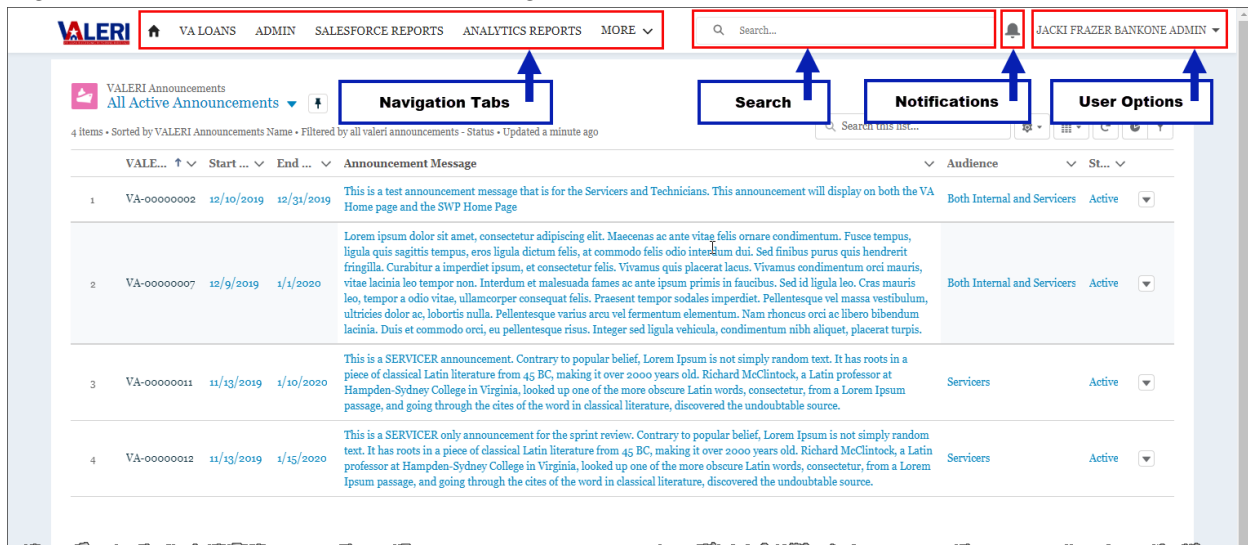 VALERI VA LOANS ADMIN SALESFORCE REPORTS ANALYTICS REPORTS MORE Search... JACKI FRAZER BANKONE ADMIN
VALERI Announcements
All Active Announcements
Navigation Tabs
Search
Notifications
User Options
4 items • Sorted by VALERI Announcements Name • Filtered by all valeri announcements - Status • Updated a minute ago
Search this list...
VALE... Start ... End ... Announcement Message Audience St...
1 VA-00000002 12/10/2019 12/31/2019 This is a test announcement message that is for the Servicers and Technicians. This announcement will display on both the VA Both Internal and Servicers Active
Home page and the SWP Home Page
Lorem ipsum dolor sit amet, consectetur adipiscing elit. Maecenas ac ante vitae felis ornare condimentum. Fusce tempus,
ligula quis sagittis tempus, eros ligula dictum felis, at commodo felis odio interdum dui. Sed finibus purus quis hendrerit
fringilla. Curabitur a imperdiet ipsum, et consectetur felis. Vivamus quis placerat lacus. Vivamus condimentum orci mauris,
2 VA-00000007 12/9/2019 1/1/2020 vitae lacinia leo tempor non. Interdum et malesuada fames ac ante ipsum primis in faucibus. Sed id ligula leo. Cras mauris Both Internal and Servicers Active
leo, tempor a odio vitae, ullamcorper consequat felis. Praesent tempor sodales imperdiet. Pellentesque vel massa vestibulum,
ultricies dolor ac, lobortis nulla. Pellentesque varius arcu vel fermentum elementum. Nam rhoncus orci ac libero bibendum
lacinia. Duis et commodo orci, eu pellentesque risus. Integer sed ligula vehicula, condimentum nibh aliquet, placerat turpis.
This is a SERVICER announcement. Contrary to popular belief, Lorem Ipsum is not simply random text. It has roots in a
piece of classical Latin literature from 45 BC, making it over 2000 years old. Richard McClintock, a Latin professor at
3 VA-00000011 11/13/2019 1/10/2020 Hampden-Sydney College in Virginia, looked up one of the more obscure Latin words, consectetur, from a Lorem Ipsum Servicers Active
passage, and going through the cites of the word in classical literature, discovered the undoubtable source.
This is a SERVICER only announcement for the sprint review. Contrary to popular belief, Lorem Ipsum is not simply random
text. It has roots in a piece of classical Latin literature from 45 BC, making it over 2000 years old. Richard McClintock, a Latin
4 VA-00000012 11/13/2019 1/15/2020 professor at Hampden-Sydney College in Virginia, looked up one of the more obscure Latin words, consectetur, from a Lorem Servicers Active
Ipsum passage, and going through the cites of the word in classical literature, discovered the undoubtable source.